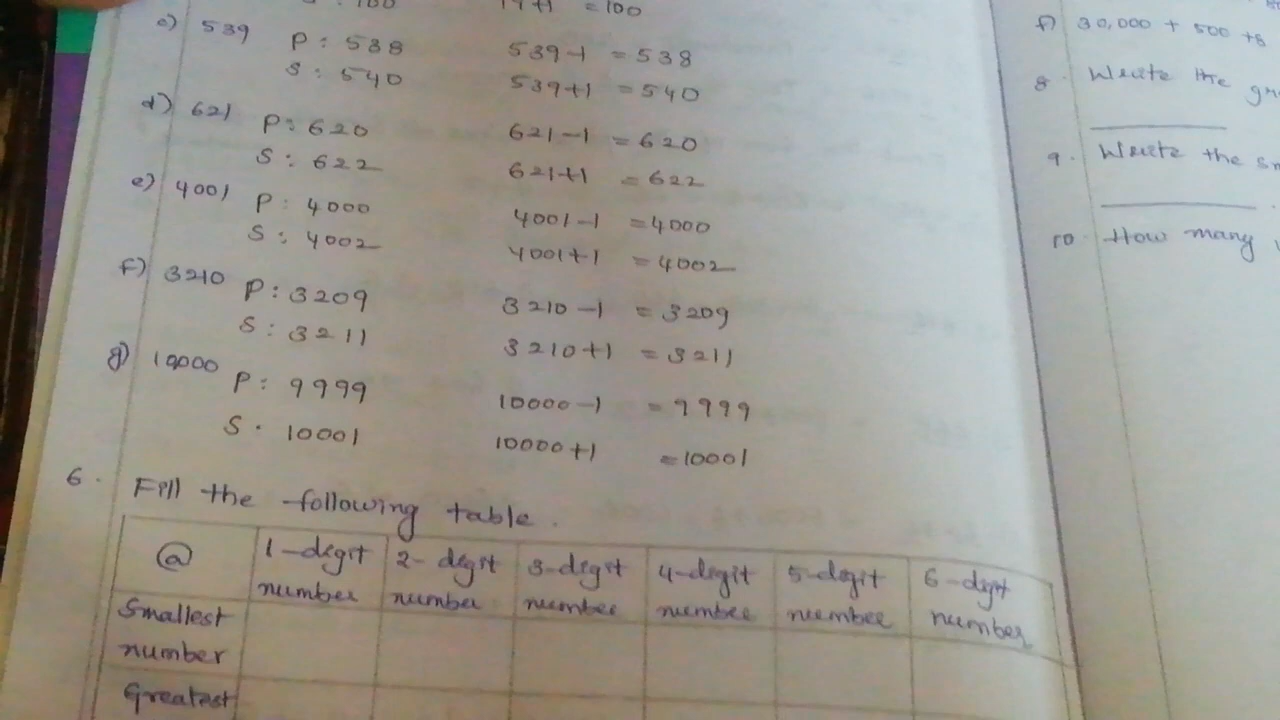 S : 100 99+1 = 100
c) 539 P : 538 539-1 = 538
S : 540 539+1 = 540
d) 621 P : 620 621-1 = 620
S : 622 621+1 = 622
e) 4001 P : 4000 4001-1 = 4000
S : 4002 4001+1 = 4002
f) 3210 P : 3209 3210-1 = 3209
S : 3211 3210+1 = 3211
g) 10000 P : 9999 10000-1 = 9999
S . 10001 10000+1 = 10001
6. Fill the following table.
@ 1-digit number 2-digit number 3-digit number 4-digit number 5-digit number 6-digit number
Smallest number
Greatest
f) 30,000 + 500 +
8. Write the
9. Write the
10. How many